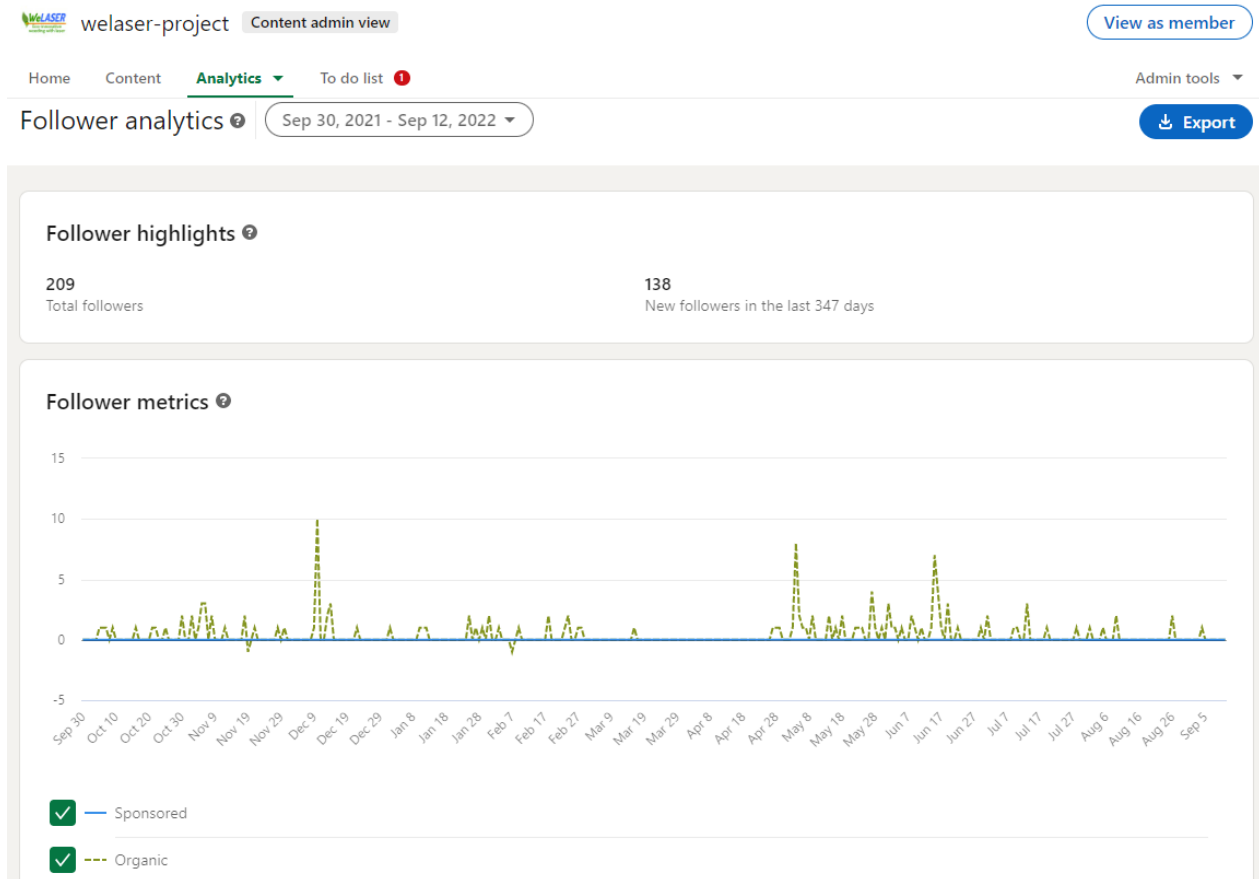 WeLASER
welaser-project Content admin view View as member
Home Content Analytics To do list 1 Admin tools
Follower analytics Sep 30, 2021 - Sep 12, 2022 Export
Follower highlights
209 138
Total followers New followers in the last 347 days
Follower metrics
15
10
5
0
-5
Sep 30 Oct 10 Oct 20 Oct 30 Nov 9 Nov 19 Nov 29 Dec 9 Dec 19 Dec 29 Jan 8 Jan 18 Jan 28 Feb 7 Feb 17 Feb 27 Mar 9 Mar 19 Mar 29 Apr 8 Apr 18 Apr 28 May 8 May 18 May 28 Jun 7 Jun 17 Jun 27 Jul 7 Jul 17 Jul 27 Aug 6 Aug 16 Aug 26 Sep 5
Sponsored
Organic